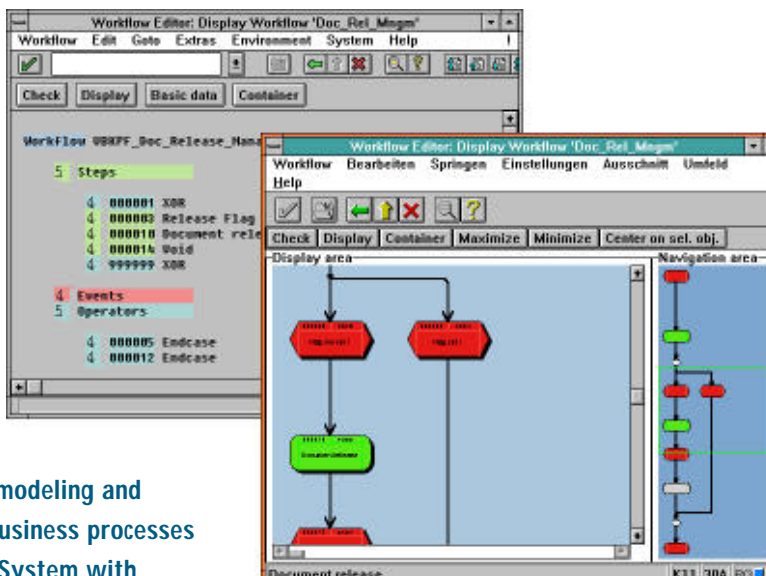 Workflow Editor: Display Workflow 'Doc_Rel_Mngm'
Workflow Edit Goto Extras Environment System Help
Check Display Basic data Container
WorkFlow VBKPF_Doc_Release_Mana
5 Steps
4 000001 XOR
4 000003 Release Flag
4 000010 Document rele
4 000014 Void
4 999999 XOR
4 Events
5 Operators
4 000005 Endcase
4 000012 Endcase
Workflow Editor: Display Workflow 'Doc_Rel_Mngm'
Workflow Bearbeiten Springen Einstellungen Ausschnitt Umfeld
Help
Check Display Container Maximize Minimize Center on sel. obj.
Display area
Navigation area
Document release
Document release
K11 30A
modeling and
usiness processes
System with